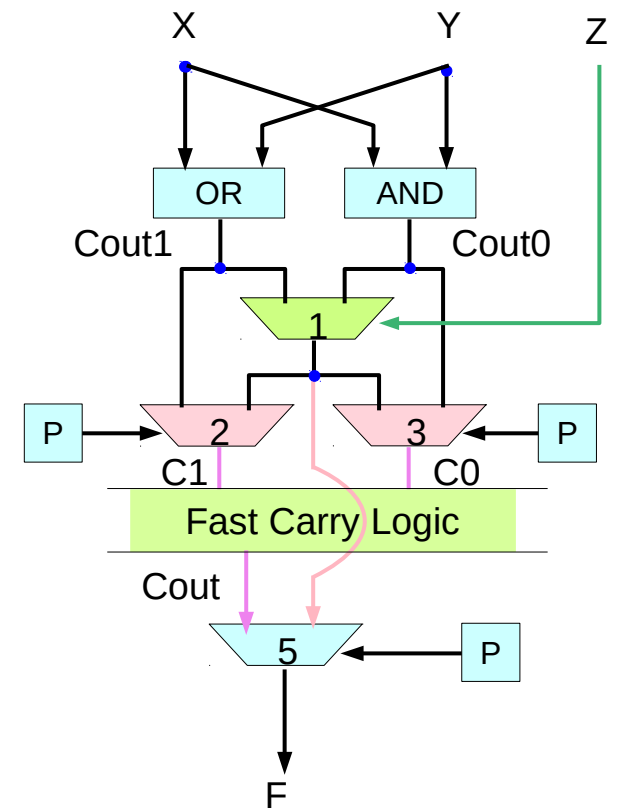 X Y Z
OR AND
Cout1 Cout0
1
P 2 3 P
C1 C0
Fast Carry Logic
Cout
5 P
F